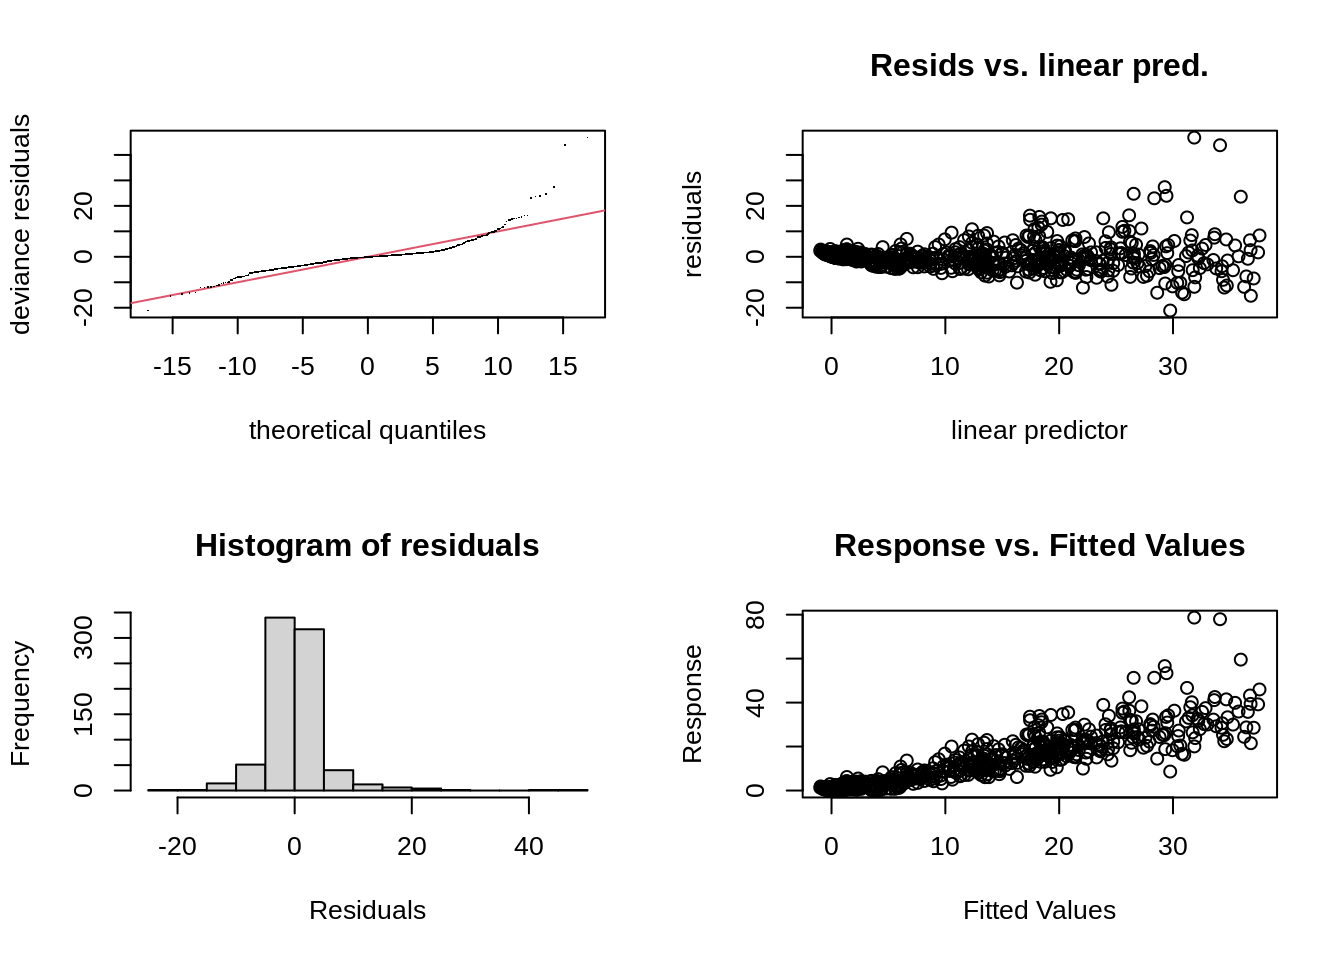 deviance residuals
20
0
-20
-15 -10 -5 0 5 10 15
theoretical quantiles
Resids vs. linear pred.
residuals
20
0
-20
0 10 20 30
linear predictor
Histogram of residuals
Frequency
300
150
0
-20 0 20 40
Residuals
Response vs. Fitted Values
Response
80
40
0
0 10 20 30
Fitted Values